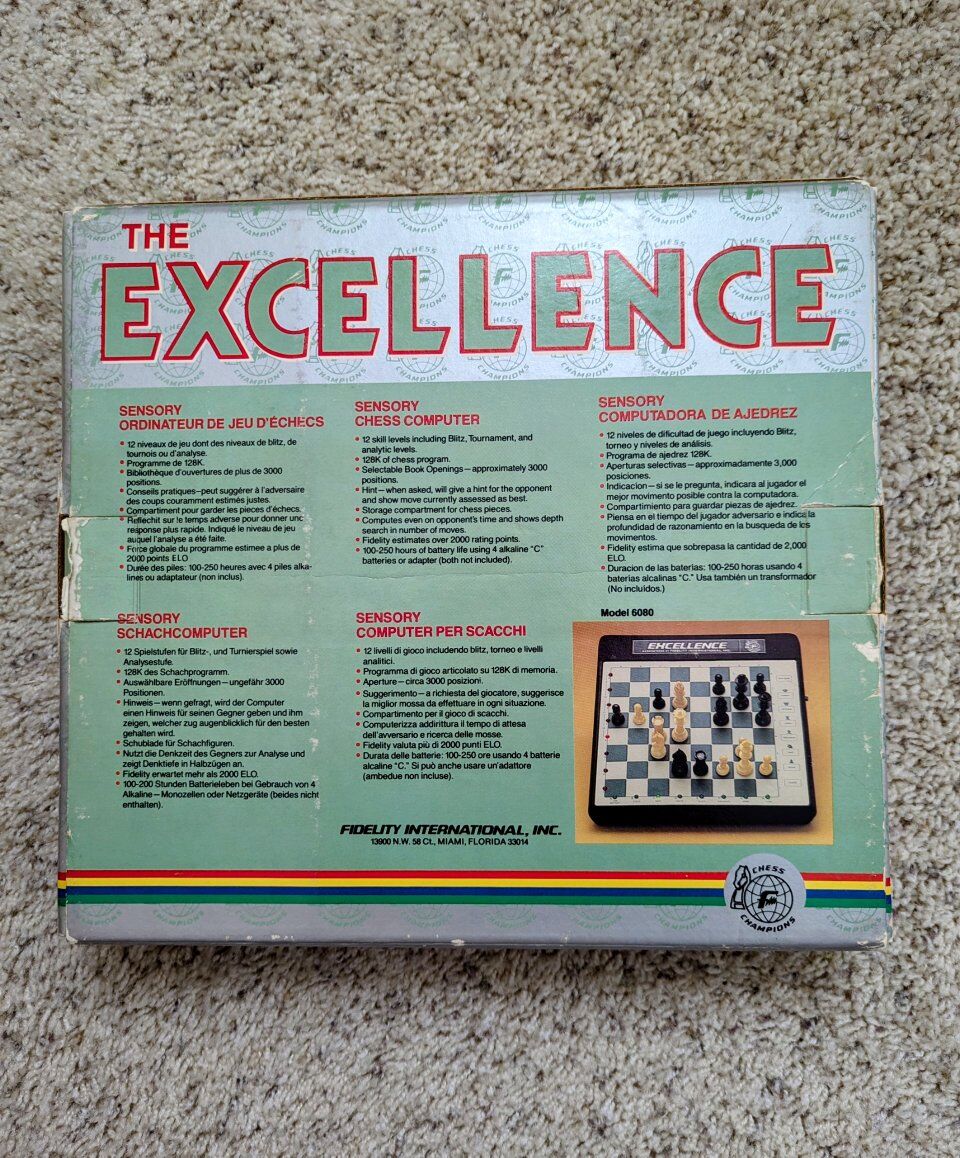 THE
EXCELLENCE
SENSORY
ORDINATEUR DE JEU D'ÉCHECS
• 12 niveaux de jeu dont des niveaux de blitz, de
tournois ou d'analyse.
• Programme de 128K.
• Bibliothèque d'ouvertures de plus de 3000
positions.
• Conseils pratiques—peut suggérer à l'adversaire
des coups couramment estimés justes.
• Compartiment pour garder les pieces d'échecs.
• Reflechit sur le temps adverse pour donner une
response plus rapide. Indiqué le niveau de jeu
auquel l'analyse a été faite.
• Force globale du programme estimee a plus de
2000 points ELO
• Durée des piles: 100-250 heures avec 4 piles alka-
lines ou adaptateur (non inclus).
SENSORY
CHESS COMPUTER
• 12 skill levels including Blitz, Tournament, and
analytic levels.
• 128K of chess program.
• Selectable Book Openings—approximately 3000
positions.
• Hint—when asked, will give a hint for the opponent
and show move currently assessed as best.
• Storage compartment for chess pieces.
• Computes even on opponent's time and shows depth
search in number of moves.
• Fidelity estimates over 2000 rating points.
• 100-250 hours of battery life using 4 alkaline "C"
batteries or adapter (both not included).
SENSORY
COMPUTADORA DE AJEDREZ
• 12 niveles de dificultad de juego incluyendo Blitz,
torneo y niveles de análisis.
• Programa de ajedrez 128K.
• Aperturas selectivas—approximadamente 3,000
posiciones.
• Indicacion—si se le pregunta, indicara al jugador el
mejor movimiento posible contra la computadora.
• Compartimiento para guardar piezas de ajedrez.
• Piensa en el tiempo del jugador adversario e indica la
profundidad de razonamiento en la busqueda de los
movimentos.
• Fidelity estima que sobrepasa la cantidad de 2,000
ELO.
• Duracion de las baterias: 100-250 horas usando 4
baterías alcalinas "C." Usa también un transformador
(No incluídos.)
SENSORY
SCHACHCOMPUTER
• 12 Spielstufen für Blitz-, und Turnierspiel sowie
Analysestufe.
• 128K des Schachprogramm.
• Auswählbare Eröffnungen—ungefähr 3000
Positionen.
• Hinweis—wenn gefragt, wird der Computer
einen Hinweis für seinen Gegner geben und ihm
zeigen, welcher zug augenblicklich für den besten
gehalten wird.
• Schublade für Schachfiguren.
• Nutzt die Denkzeit des Gegners zur Analyse und
zeigt Denktiefe in Halbzügen an.
• Fidelity erwartet mehr als 2000 ELO.
• 100-200 Stunden Batterieleben bei Gebrauch von 4
Alkaline—Monozellen oder Netzgeräte (beides nicht
enthalten).
SENSORY
COMPUTER PER SCACCHI
• 12 livelli di gioco includendo blitz, torneo e livelli
analitici.
• Programma di gioco articolato su 128K di memoria.
• Aperture—circa 3000 posizioni.
• Suggerimento—a richiesta del giocatore, suggerisce
la miglior mossa da effettuare in ogni situazione.
• Compartimento per il gioco di scacchi.
• Computerizza addirittura il tempo di attesa
dell'avversario e ricerca delle mosse.
• Fidelity valuta più di 2000 punti ELO.
• Durata delle batterie: 100-250 ore usando 4 batterie
alcaline "C." Si può anche usare un'adattore
(ambedue non incluse).
Model 6080
EXCELLENCE
FIDELITY INTERNATIONAL, INC.
13900 N.W. 58 Ct., MIAMI, FLORIDA 33014
CHESS
F
CHAMPIONS